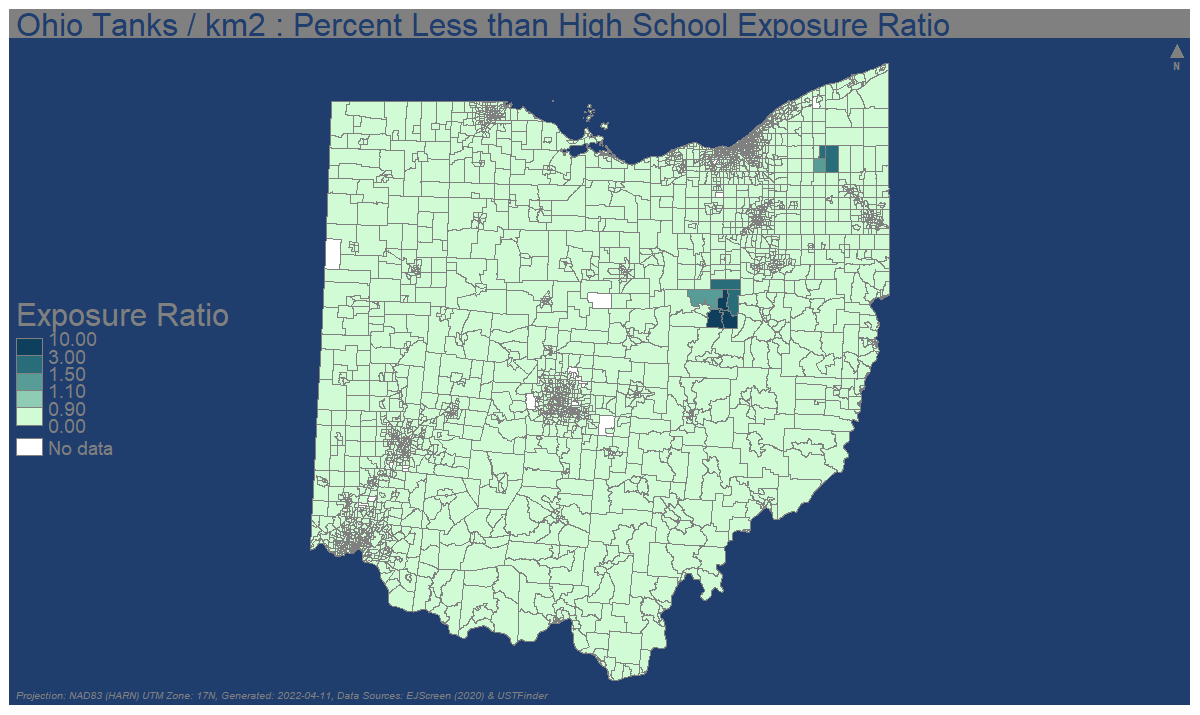 Ohio Tanks / km2 : Percent Less than High School Exposure Ratio
N
Exposure Ratio
10.00
3.00
1.50
1.10
0.90
0.00
No data
Projection: NAD83 (HARN) UTM Zone: 17N, Generated: 2022-04-11, Data Sources: EJScreen (2020) & USTFinder